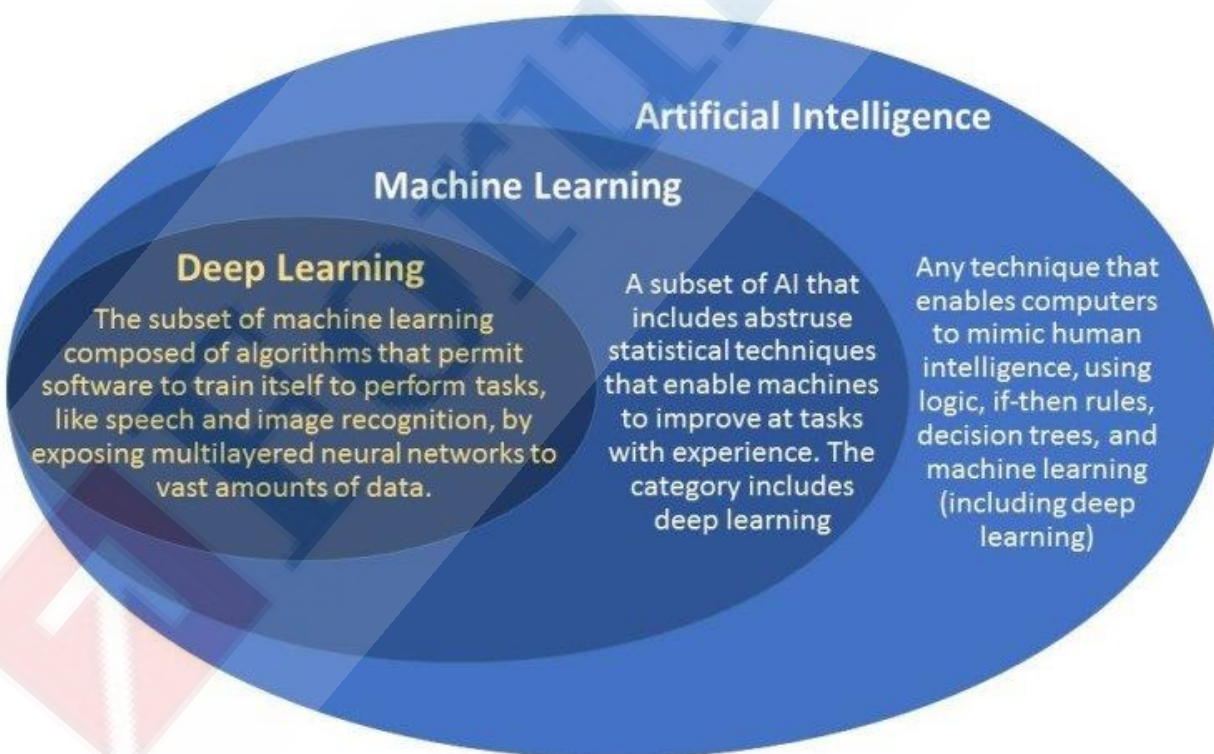 Artificial Intelligence
Machine Learning
Deep Learning
The subset of machine learning
composed of algorithms that permit
software to train itself to perform tasks,
like speech and image recognition, by
exposing multilayered neural networks to
vast amounts of data.
A subset of AI that
includes abstruse
statistical techniques
that enable machines
to improve at tasks
with experience. The
category includes
deep learning
Any technique that
enables computers
to mimic human
intelligence, using
logic, if-then rules,
decision trees, and
machine learning
(including deep
learning)